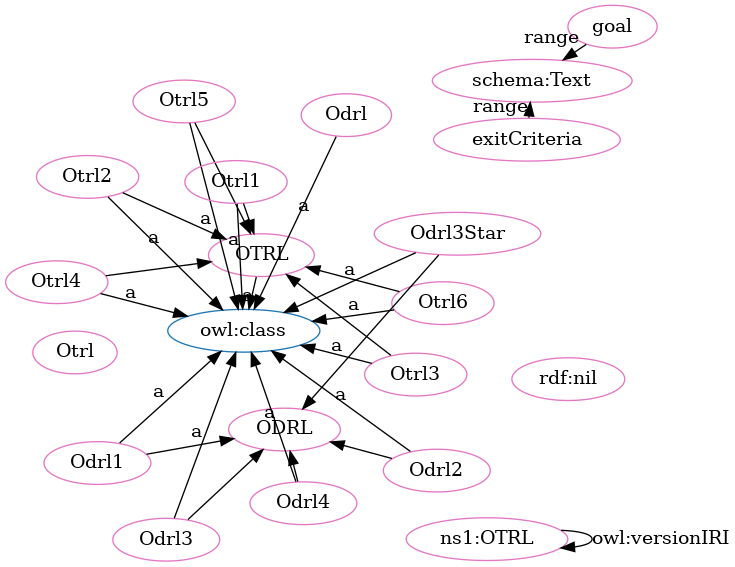 goal
range
schema:Text
Otrl5
range
Odrl
exitCriteria
Otrl2
Otrl1
a
a
Odrl3Star
a
a
OTRL
Otrl4
a
a
a
a
Otrl6
owl:class
a
Otrl
Otrl3
rdf:nil
a
a
a
ODRL
a
Odrl1
Odrl2
Odrl4
Odrl3
ns1:OTRL
owl:versionIRI